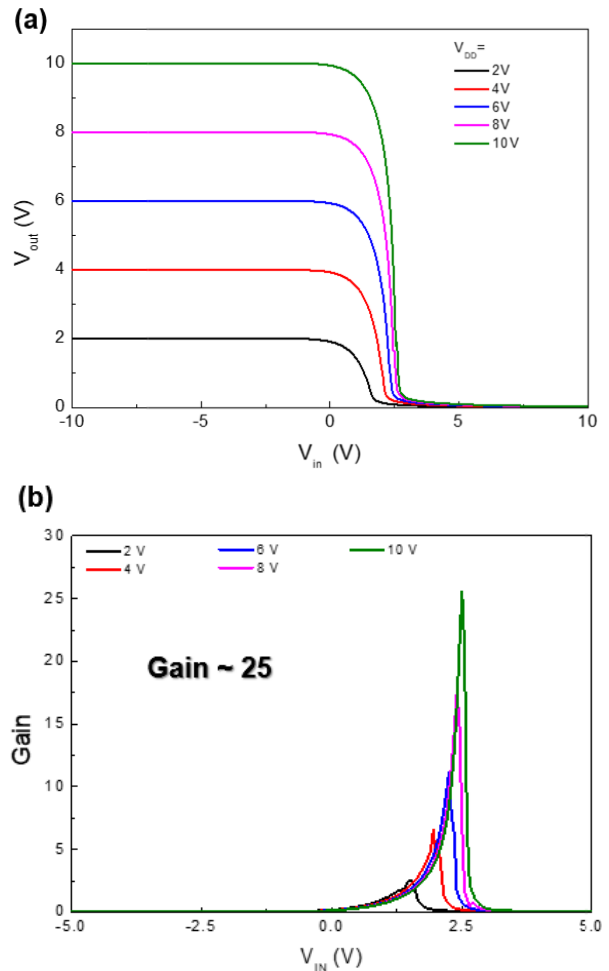 (a)
V_DD=
2V
4V
6V
8V
10V
10
8
6
4
2
0
V_out (V)
-10 -5 0 5 10
V_in (V)
(b)
2 V 6 V 10 V
4 V 8 V
30
25
20
15
10
5
0
Gain ~ 25
Gain
-5.0 -2.5 0.0 2.5 5.0
V_IN (V)